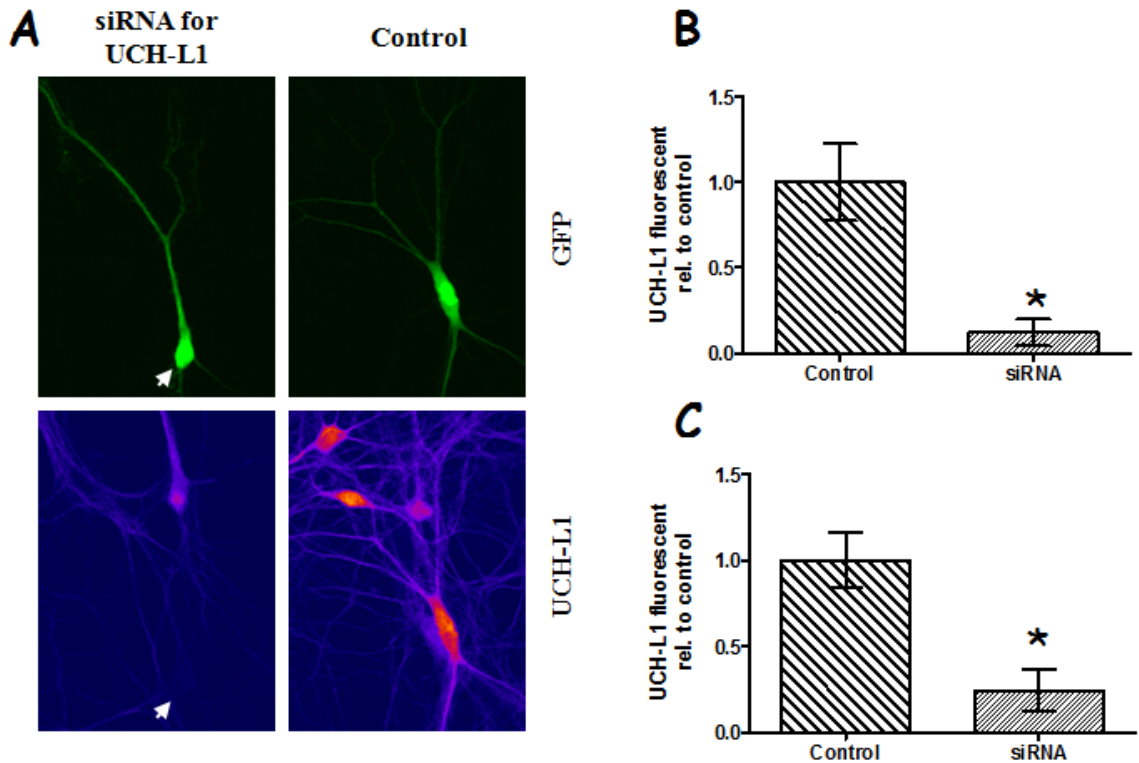 A
siRNA for
UCH-L1
Control
GFP
UCH-L1
B
UCH-L1 fluorescent
rel. to control
1.5
1.0
0.5
0.0
*
Control
siRNA
C
UCH-L1 fluorescent
rel. to control
1.5
1.0
0.5
0.0
*
Control
siRNA